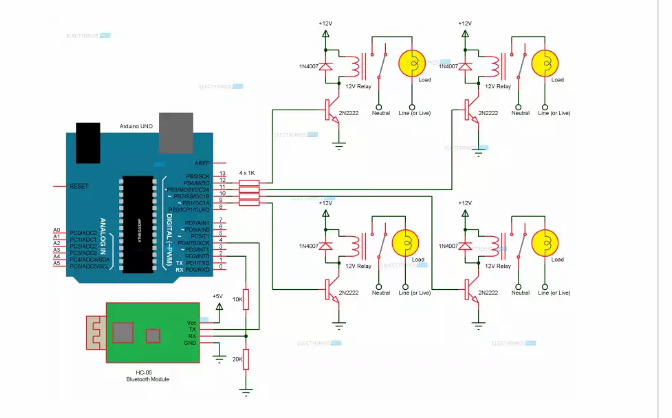 +12V
+12V
ELECTRONICS
1N4007
1N4007
Load
Load
12V Relay
12V Relay
2N2222
2N2222
Neutral
Line (or Live)
Neutral
Line (or Live)
Arduino UNO
AREF
RESET
13
12
11
10
9
8
4 x 1K
7
6
5
4
3
2
1
0
TX
RX
ANALOG IN
DIGITAL (~PWM)
A0
A1
A2
A3
A4
A5
+12V
+12V
1N4007
1N4007
Load
Load
12V Relay
12V Relay
2N2222
2N2222
Neutral
Line (or Live)
Neutral
Line (or Live)
+5V
10K
Vcc
TX
RX
GND
20K
HC-05
Bluetooth Module